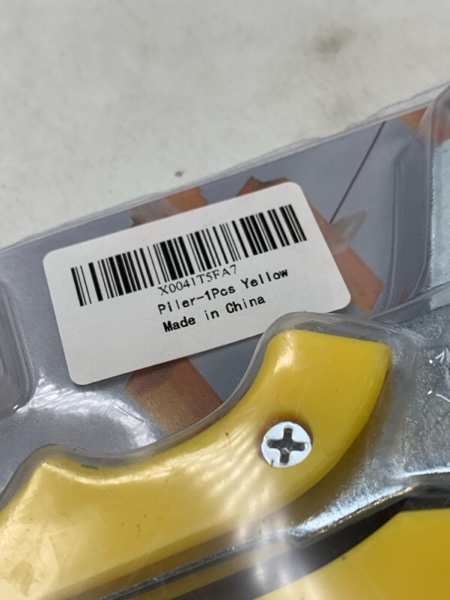 X0041T5FA7
Piler-1Pcs Yellow
Made in China